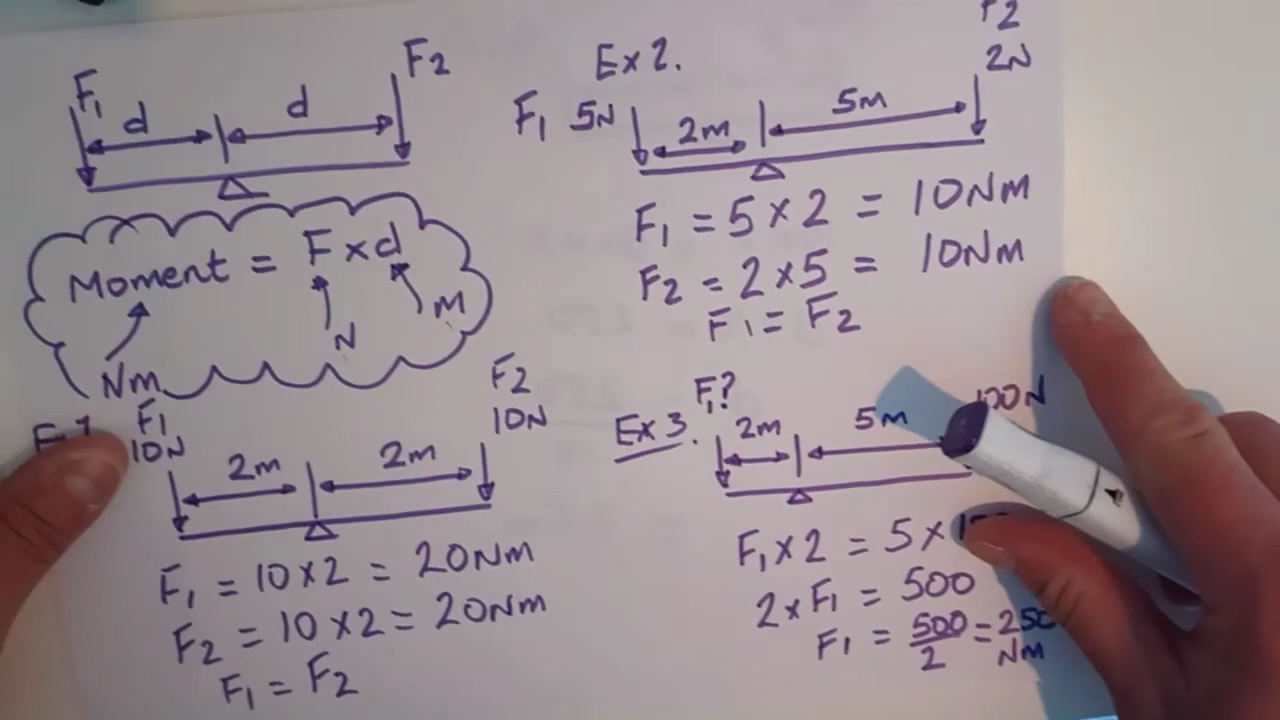 F1 d d F2
Moment = F x d
Nm N M
F1 10N 2m 2m F2 10N
F1 = 10 x 2 = 20Nm
F2 = 10 x 2 = 20Nm
F1 = F2
Ex 2.
F1 5N 2m 5M F2 2N
F1 = 5 x 2 = 10Nm
F2 = 2 x 5 = 10Nm
F1 = F2
Ex 3.
F1? 2m 5m 100N
F1 x 2 = 5 x
2 x F1 = 500
F1 = 500/2 = 250 Nm